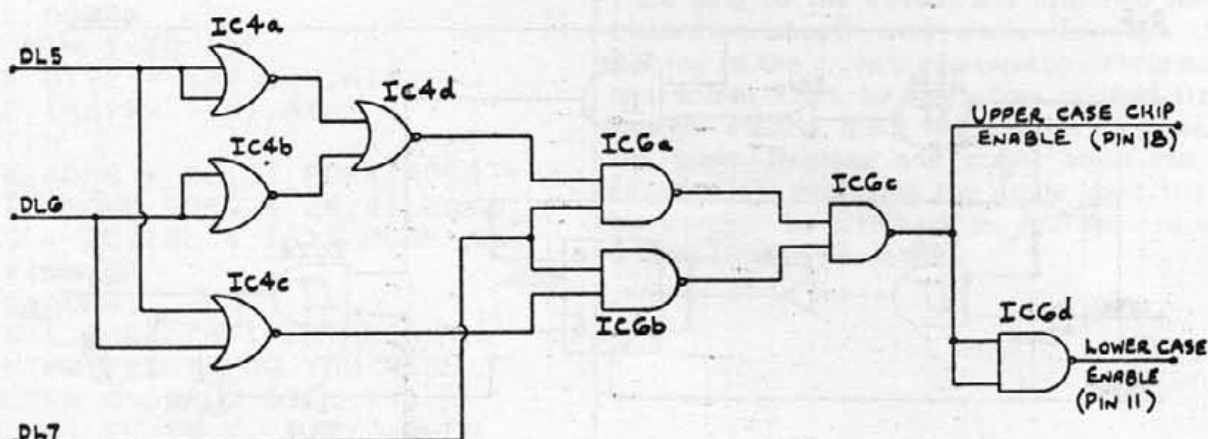 IC4a
DL5
IC4d
IC4b
IC6a
UPPER CASE CHIP
ENABLE (PIN 18)
IC6c
DL6
IC4c
IC6b
IC6d
LOWER CASE
ENABLE
(PIN 11)
DL7